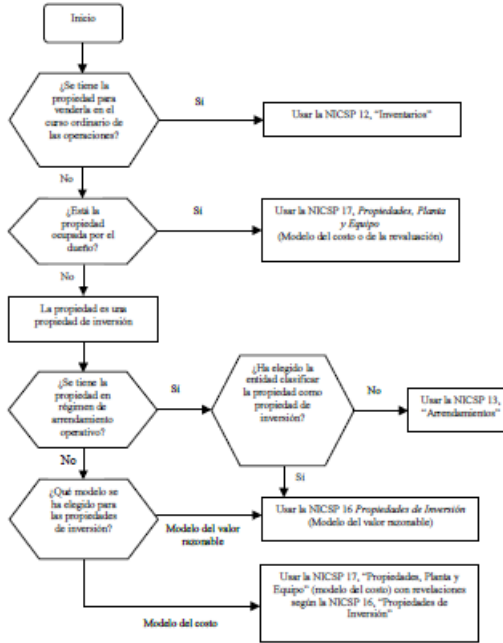 Inicio
¿Se tiene la
propiedad para
venderla en el
curso ordinario de
las operaciones?
Sí
Usar la NICSP 12, “Inventarios”
No
¿Está la
propiedad
ocupada por el
dueño?
Sí
Usar la NICSP 17, Propiedades, Planta
y Equipo
(Modelo del costo o de la revaluación)
No
La propiedad es una
propiedad de inversión
¿Se tiene la
propiedad en
régimen de
arrendamiento
operativo?
Sí
¿Ha elegido la
entidad clasificar
la propiedad como
propiedad de
inversión?
No
Usar la NICSP 13,
“Arrendamientos”
No
Sí
¿Qué modelo se
ha elegido para
las propiedades
de inversión?
Modelo del valor
razonable
Usar la NICSP 16 Propiedades de Inversión
(Modelo del valor razonable)
Modelo del costo
Usar la NICSP 17, “Propiedades, Planta y
Equipo” (modelo del costo) con revelaciones
según la NICSP 16, “Propiedades de
Inversión”